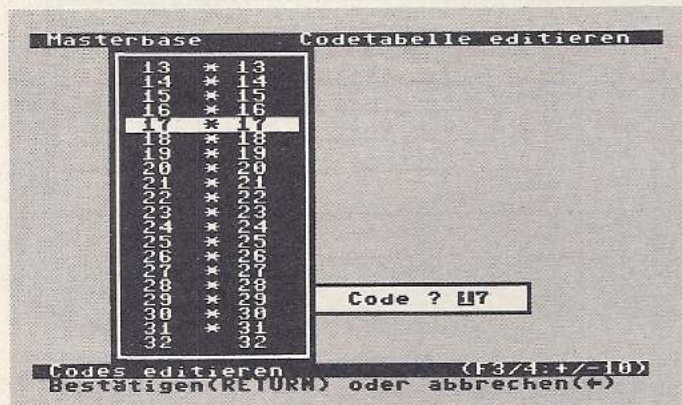 Masterbase Codetabelle editieren
13 * 13
14 * 14
15 * 15
16 * 16
17 * 17
18 * 18
19 * 19
20 * 20
21 * 21
22 * 22
23 * 23
24 * 24
25 * 25
26 * 26
27 * 27
28 * 28
29 * 29
30 * 30
31 * 31
32 32
Code ? 17
Codes editieren (F3/4:+/-10)
Bestätigen(RETURN) oder abbrechen(←)